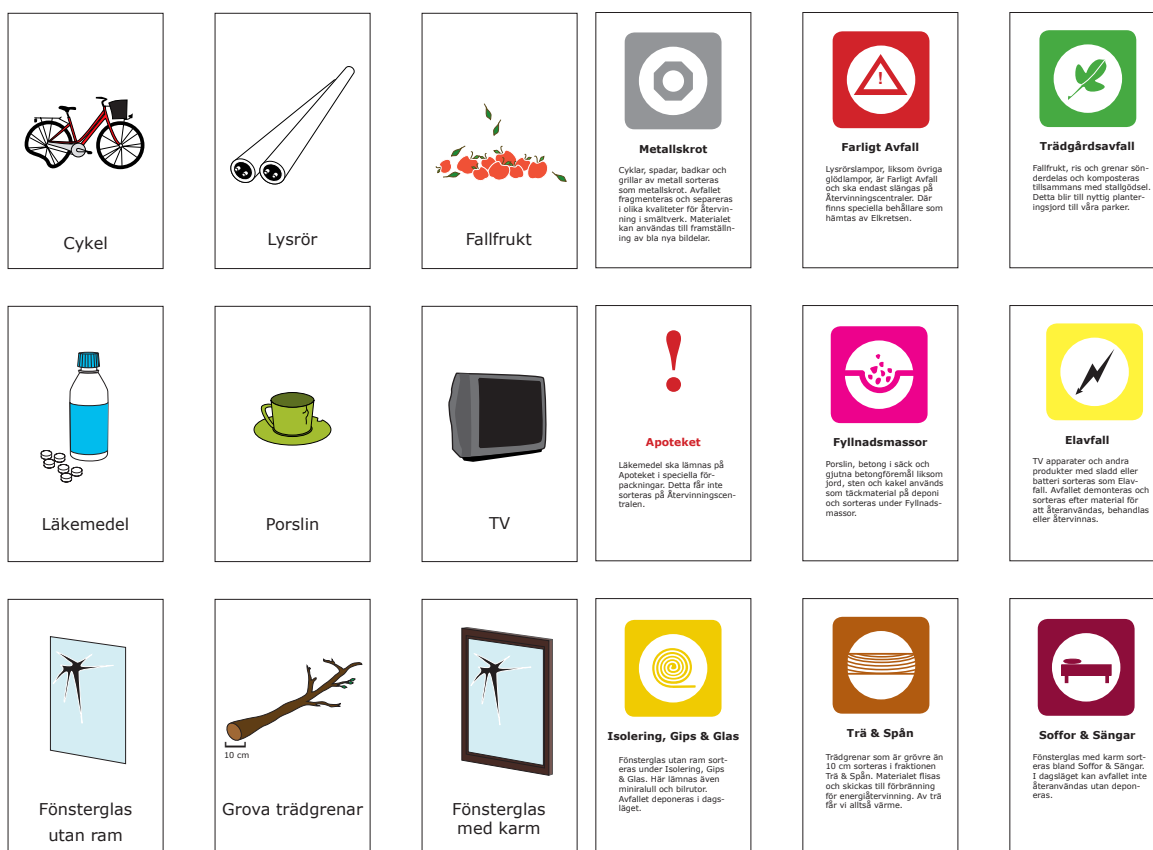 Cykel
Lysrör
Fallfrukt
Metallskrot
Cyklar, spadar, badkar och
grillar av metall sorteras
som metallskrot. Avfallet
fragmenteras och separeras
i olika kvaliteter för återvin-
ning i smältverk. Materialet
kan användas till framställn-
ing av bla nya bildelar.
!
Farligt Avfall
Lysrörslampor, liksom övriga
glödlampor, är Farligt Avfall
och ska endast slängas på
Återvinningscentraler. Där
finns speciella behållare som
hämtas av Elkretsen.
Trädgårdsavfall
Fallfrukt, ris och grenar sön-
derdelas och komposteras
tillsammans med stallgödsel.
Detta blir till nyttig planter-
ingsjord till våra parker.
Läkemedel
Porslin
TV
!
Apoteket
Läkemedel ska lämnas på
Apoteket i speciella för-
packningar. Detta får inte
sorteras på Återvinningscen-
tralen.
Fyllnadsmassor
Porslin, betong i säck och
gjutna betongföremål liksom
jord, sten och kakel används
som täckmaterial på deponi
och sorteras under Fyllnads-
massor.
Elavfall
TV apparater och andra
produkter med sladd eller
batteri sorteras som Elav-
fall. Avfallet demonteras och
sorteras efter material för
att återanvändas, behandlas
eller återvinnas.
Fönsterglas
utan ram
10 cm
Grova trädgrenar
Fönsterglas
med karm
Isolering, Gips & Glas
Fönsterglas utan ram sort-
eras under Isolering, Gips
& Glas. Här lämnas även
miniralull och bilrutor.
Avfallet deponeras i dags-
läget.
Trä & Spån
Trädgrenar som är grövre än
10 cm sorteras i fraktionen
Trä & Spån. Materialet flisas
och skickas till förbränning
för energiåtervinning. Av trä
får vi alltså värme.
Soffor & Sängar
Fönsterglas med karm sort-
eras bland Soffor & Sängar.
I dagsläget kan avfallet inte
återanvändas utan depon-
eras.